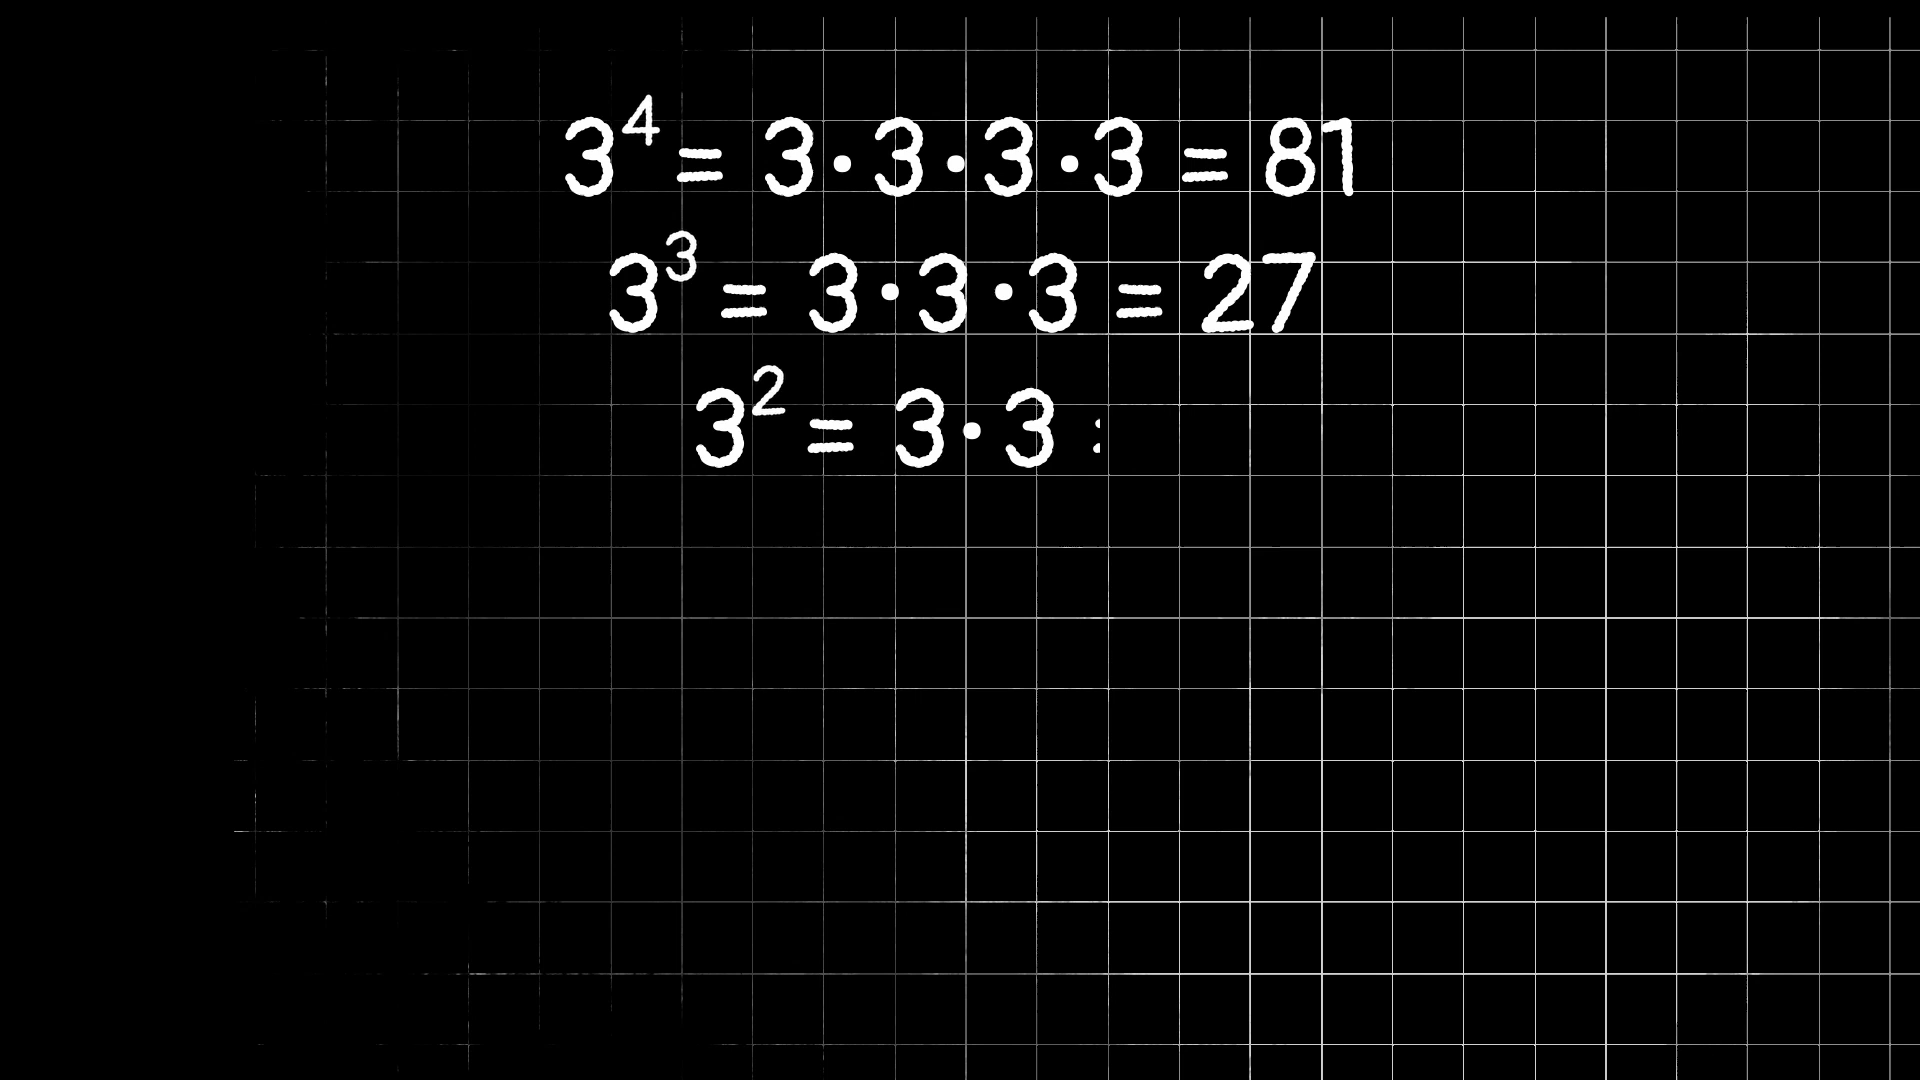 3⁴ = 3·3·3·3 = 81
3³ = 3·3·3 = 27
3² = 3·3